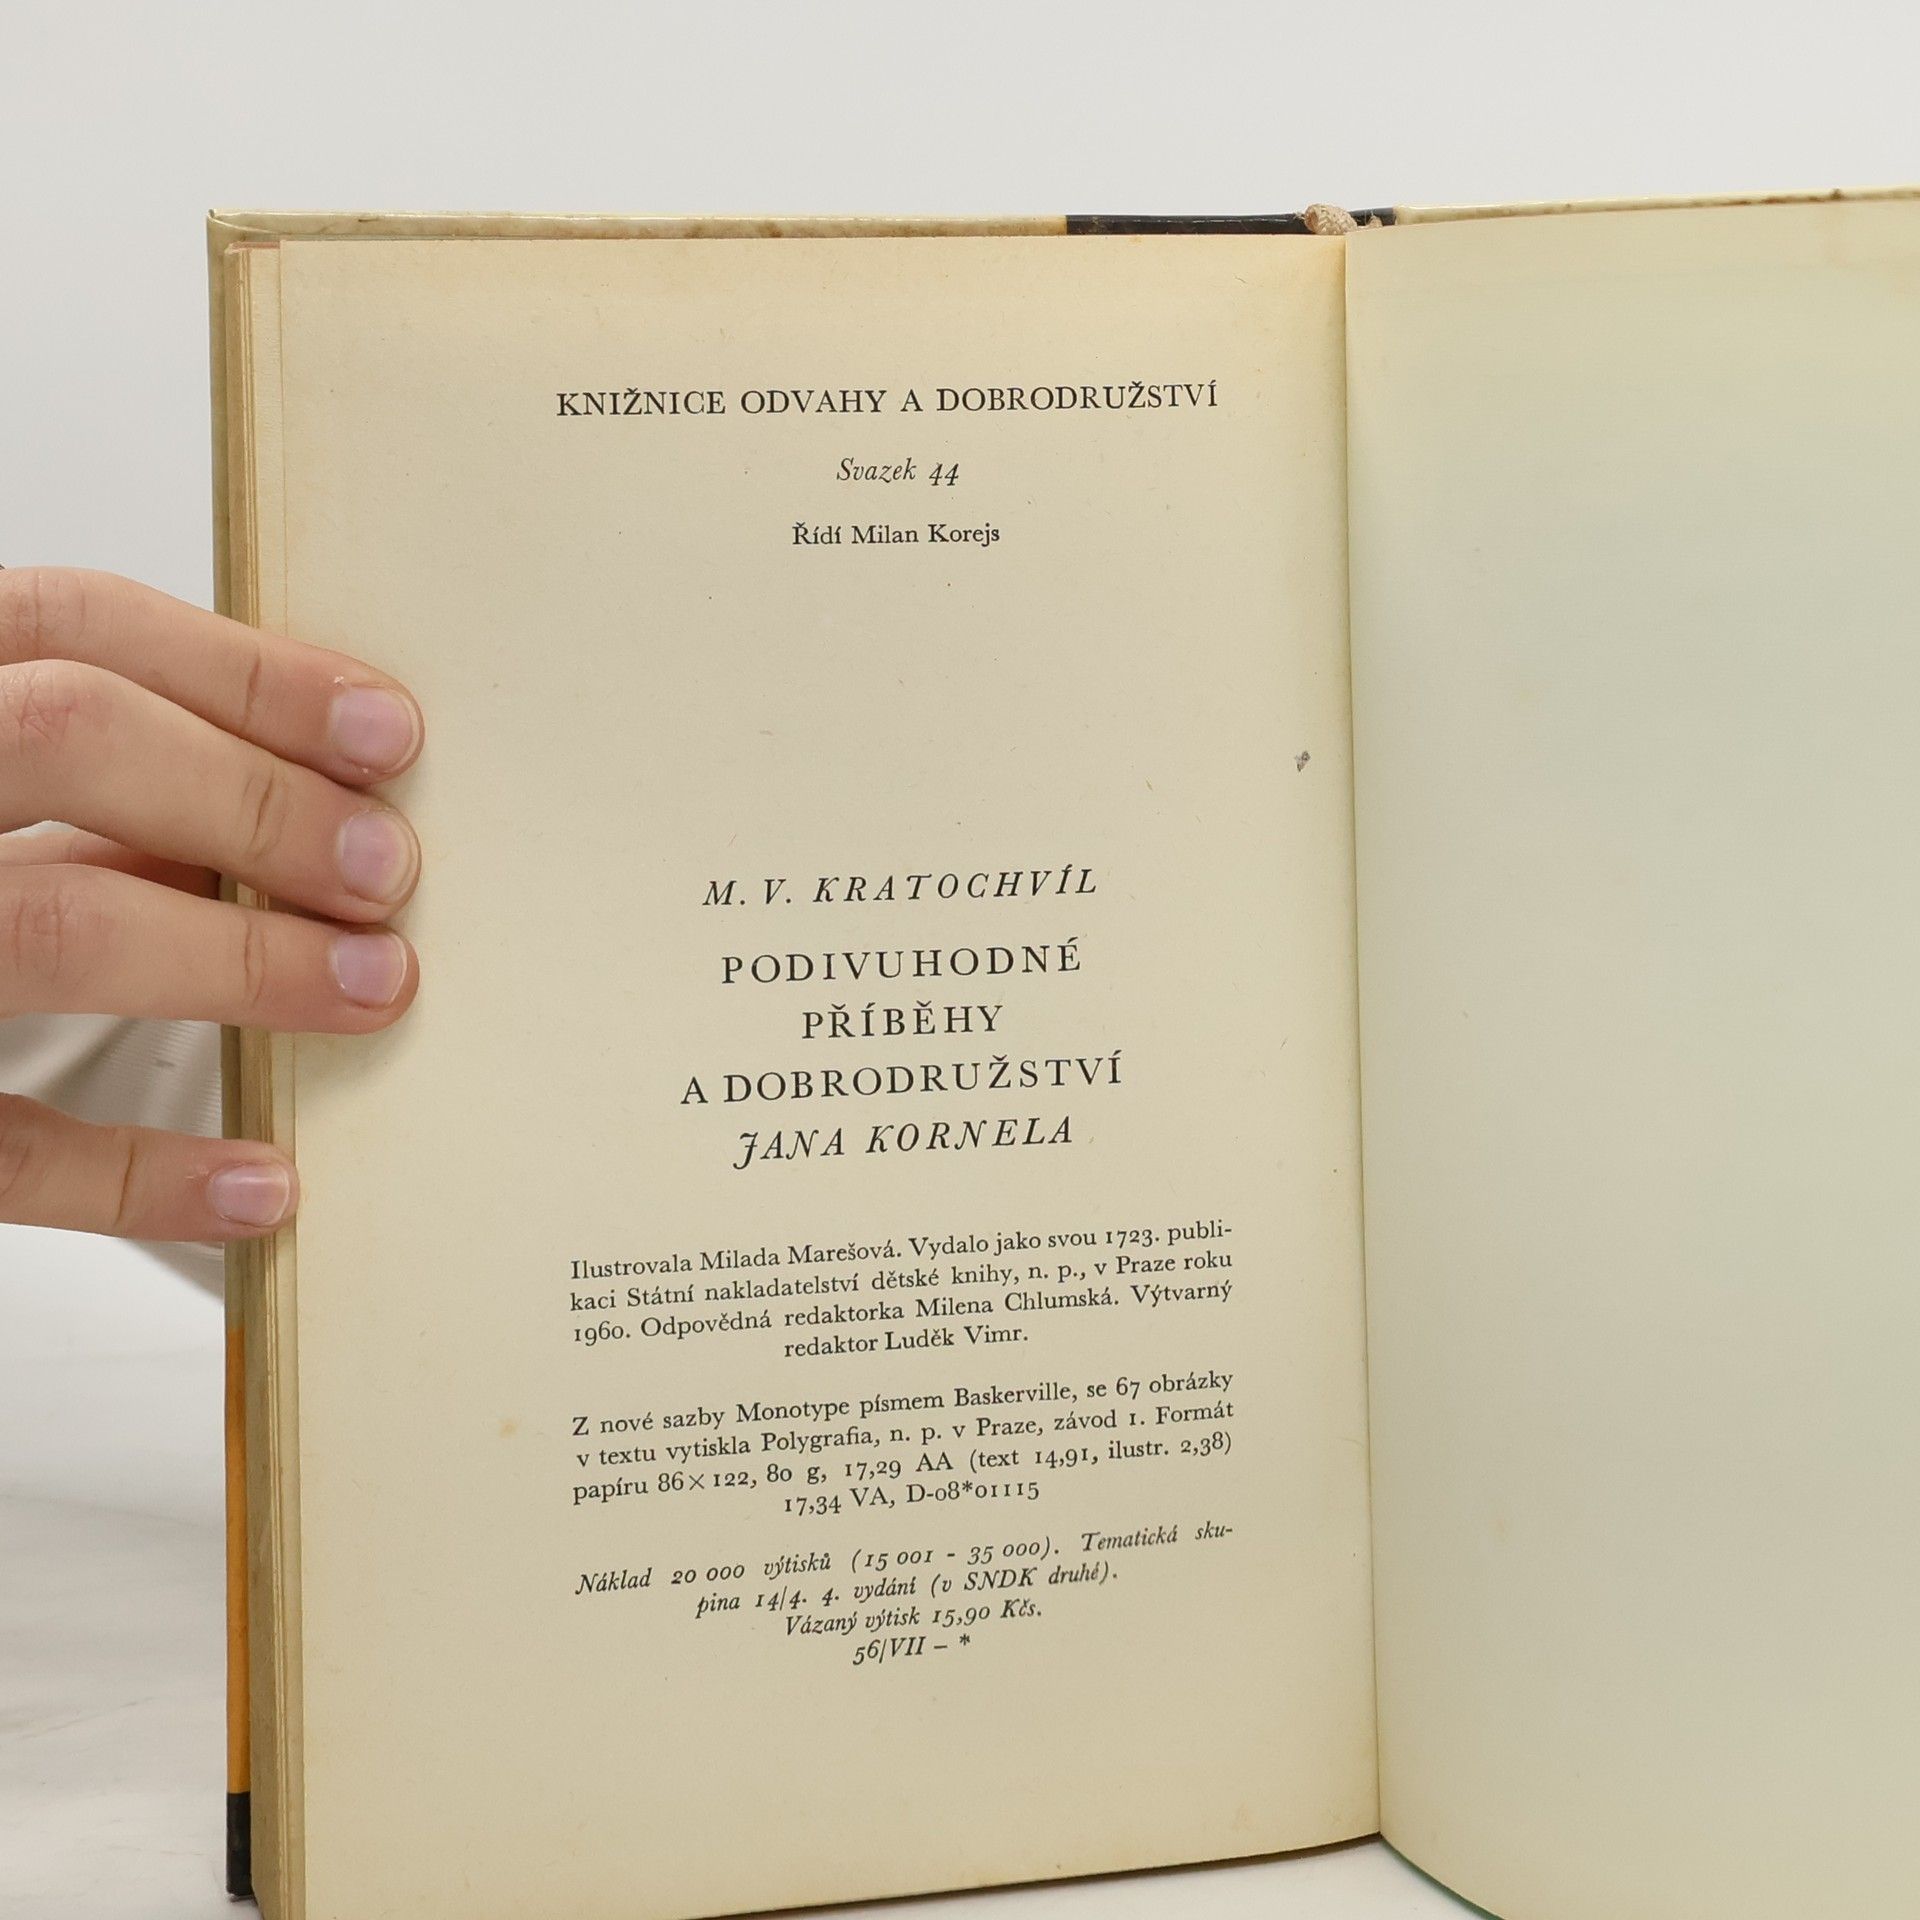 KNIŽNICE ODVAHY A DOBRODRUŽSTVÍ
Svazek 44
Řídí Milan Korejs
M. V. KRATOCHVÍL
PODIVUHODNÉ
PŘÍBĚHY
A DOBRODRUŽSTVÍ
JANA KORNELA
Ilustrovala Milada Marešová. Vydalo jako svou 1723. publi-
kaci Státní nakladatelství dětské knihy, n. p., v Praze roku
1960. Odpovědná redaktorka Milena Chlumská. Výtvarný
redaktor Luděk Vimr.
Z nové sazby Monotype písmem Baskerville, se 67 obrázky
v textu vytiskla Polygrafia, n. p. v Praze, závod 1. Formát
papíru 86×122, 80 g, 17,29 AA (text 14,91, ilustr. 2,38)
17,34 VA, D-08*01115
Náklad 20 000 výtisků (15 001 - 35 000). Tematická sku-
pina 14/4. 4. vydání (v SNDK druhé).
Vázaný výtisk 15,90 Kčs.
56/VII – *